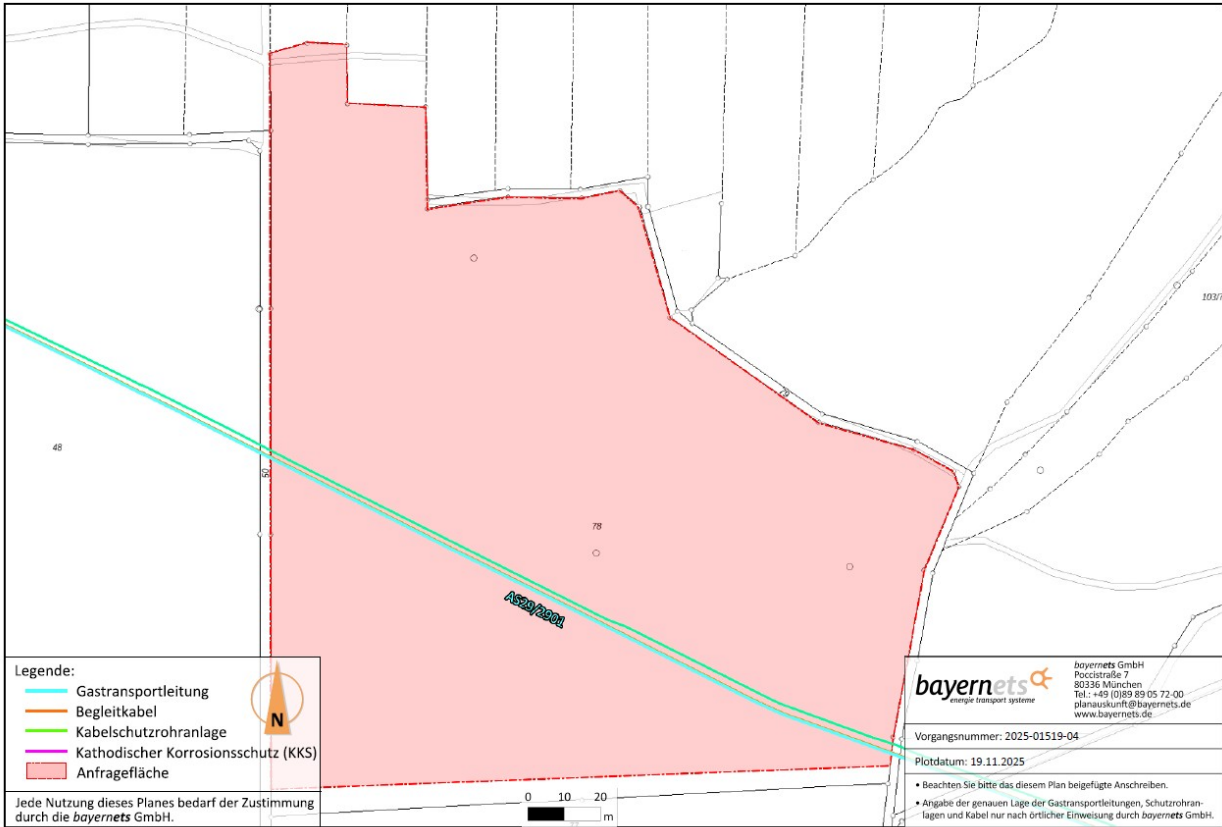 103/7
48
50
78
AS29/2901
Legende:
Gastransportleitung
Begleitkabel
Kabelschutzrohranlage
Kathodischer Korrosionsschutz (KKS)
Anfragefläche
N
Jede Nutzung dieses Planes bedarf der Zustimmung
durch die bayernets GmbH.
0 10 20
m
bayernets
energie transport systeme
bayernets GmbH
Poccistraße 7
80336 München
Tel.: +49 (0)89 89 05 72-00
planauskunft@bayernets.de
www.bayernets.de
Vorgangsnummer: 2025-01519-04
Plotdatum: 19.11.2025
• Beachten Sie bitte das diesem Plan beigefügte Anschreiben.
• Angabe der genauen Lage der Gastransportleitungen, Schutzrohran-
lagen und Kabel nur nach örtlicher Einweisung durch bayernets GmbH.